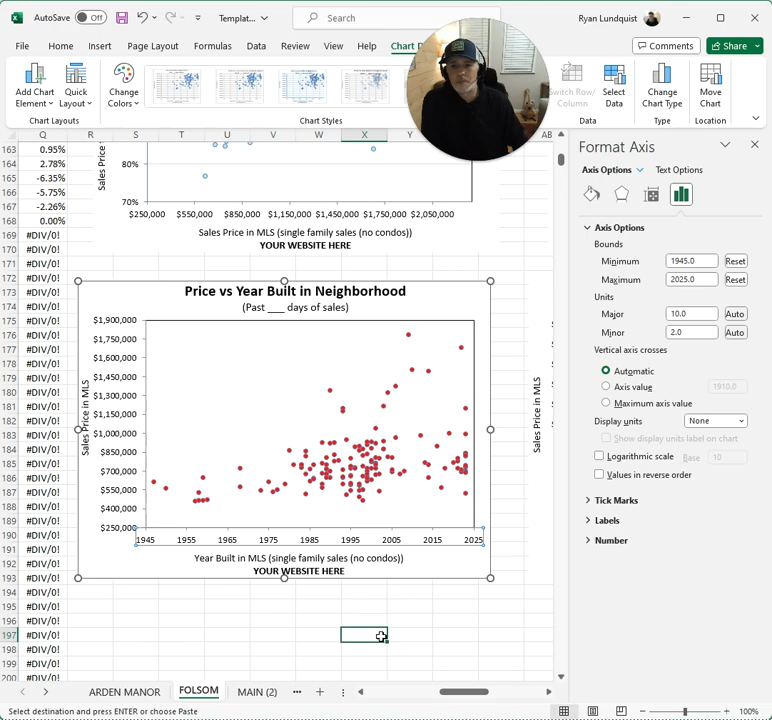 AutoSave Off Templat... Search Ryan Lundquist
File Home Insert Page Layout Formulas Data Review View Help Chart D Comments Share
Add Chart Element Quick Layout Change Colors Switch Row/Column Select Data Change Chart Type Move Chart
Chart Layouts Chart Styles Data Type Location
Q R S T U V W X Y AB
163 0.95%
164 2.78%
165 -6.35%
166 -5.75%
167 -2.26%
168 0.00%
169 #DIV/0!
170 #DIV/0!
171 #DIV/0!
172 #DIV/0!
173 #DIV/0!
174 #DIV/0!
175 #DIV/0!
176 #DIV/0!
177 #DIV/0!
178 #DIV/0!
179 #DIV/0!
180 #DIV/0!
181 #DIV/0!
182 #DIV/0!
183 #DIV/0!
184 #DIV/0!
185 #DIV/0!
186 #DIV/0!
187 #DIV/0!
188 #DIV/0!
189 #DIV/0!
190 #DIV/0!
191 #DIV/0!
192 #DIV/0!
193 #DIV/0!
194 #DIV/0!
195 #DIV/0!
196 #DIV/0!
197 #DIV/0!
198 #DIV/0!
199 #DIV/0!
200 #DIV/0!
Sales Price
80%
70%
$250,000 $550,000 $850,000 $1,150,000 $1,450,000 $1,750,000 $2,050,000
Sales Price in MLS (single family sales (no condos))
YOUR WEBSITE HERE
Price vs Year Built in Neighborhood
(Past ___ days of sales)
Sales Price in MLS
$1,900,000
$1,750,000
$1,600,000
$1,450,000
$1,300,000
$1,150,000
$1,000,000
$850,000
$700,000
$550,000
$400,000
$250,000
1945 1955 1965 1975 1985 1995 2005 2015 2025
Year Built in MLS (single family sales (no condos))
YOUR WEBSITE HERE
Sales Price in MLS
Format Axis
Axis Options Text Options
Axis Options
Bounds
Minimum 1945.0 Reset
Maximum 2025.0 Reset
Units
Major 10.0 Auto
Minor 2.0 Auto
Vertical axis crosses
Automatic
Axis value 1910.0
Maximum axis value
Display units None
Show display units label on chart
Logarithmic scale Base 10
Values in reverse order
Tick Marks
Labels
Number
ARDEN MANOR FOLSOM MAIN (2) ...
Select destination and press ENTER or choose Paste 100%